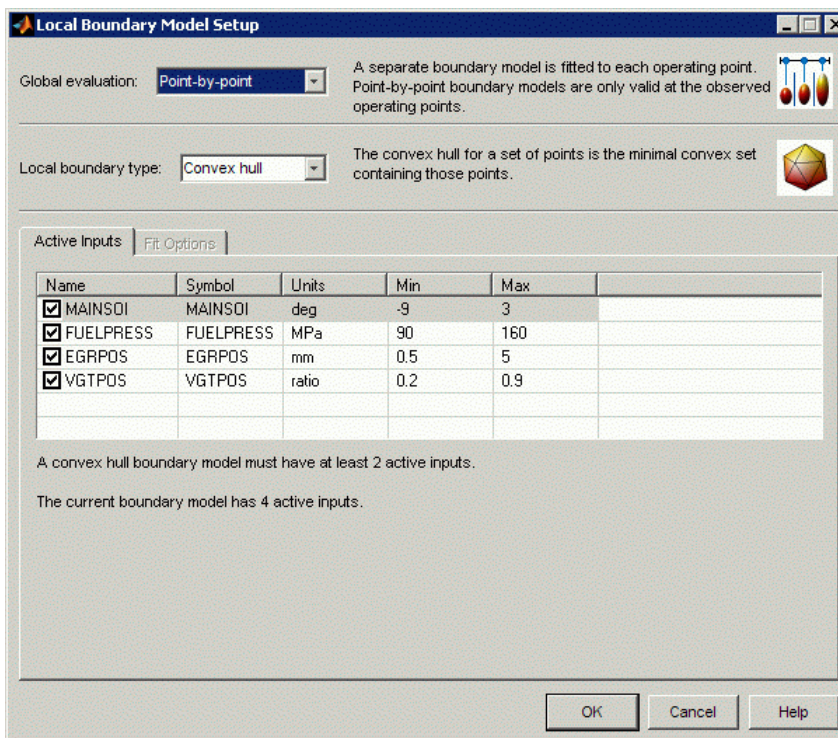 Local Boundary Model Setup
Global evaluation: Point-by-point
A separate boundary model is fitted to each operating point.
Point-by-point boundary models are only valid at the observed
operating points.
Local boundary type: Convex hull
The convex hull for a set of points is the minimal convex set
containing those points.
Active Inputs Fit Options
Name Symbol Units Min Max
MAINSOI MAINSOI deg -9 3
FUELPRESS FUELPRESS MPa 90 160
EGRPOS EGRPOS mm 0.5 5
VGTPOS VGTPOS ratio 0.2 0.9
A convex hull boundary model must have at least 2 active inputs.
The current boundary model has 4 active inputs.
OK Cancel Help